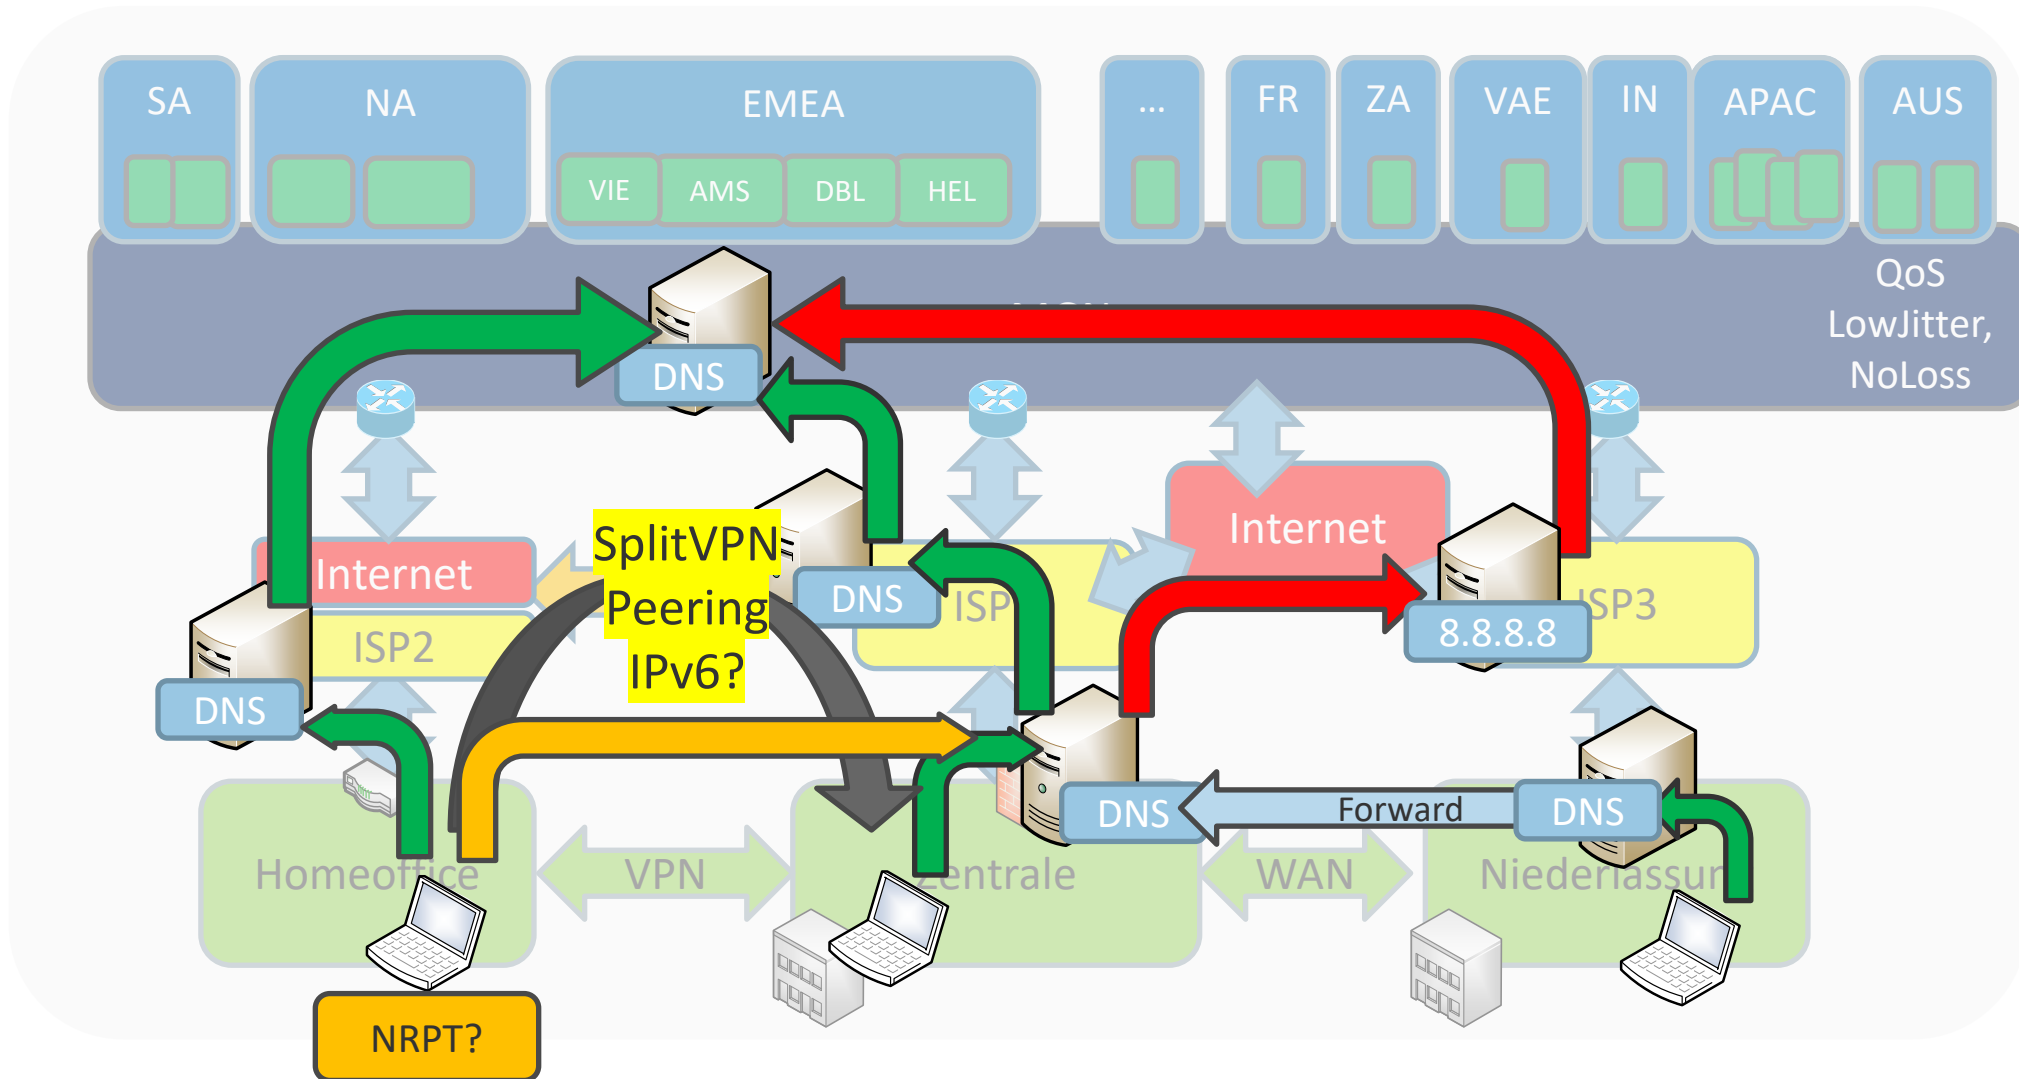 SA
NA
EMEA
...
FR
ZA
VAE
IN
APAC
AUS
VIE
AMS
DBL
HEL
QoS
LowJitter,
NoLoss
DNS
SplitVPN
Peering
IPv6?
Internet
Internet
DNS
ISP
ISP3
ISP2
8.8.8.8
DNS
DNS
Forward
DNS
Homeoffice
VPN
Zentrale
WAN
Niederlassun
NRPT?